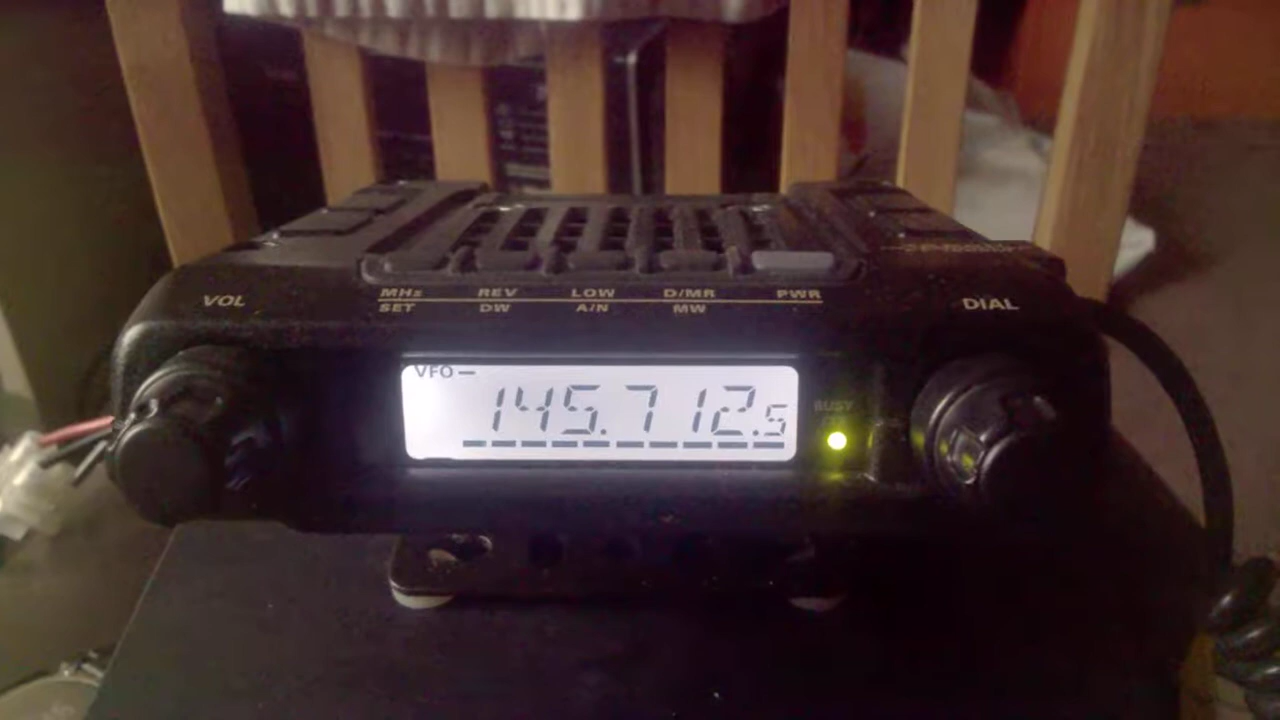 VOL
MHz REV LOW D/MR PWR
SET DW A/N MW
DIAL
VFO –
145.712.5
BUSY